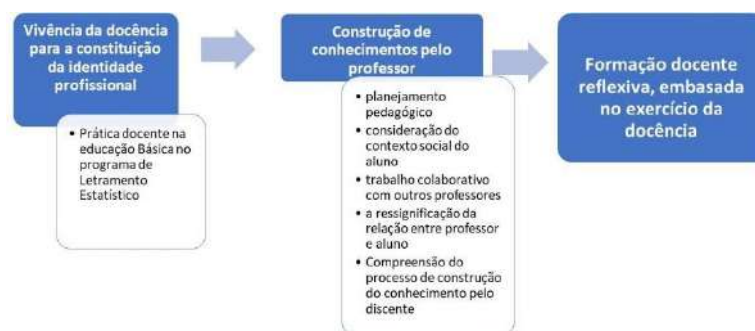 Vivência da docência
para a constituição
da identidade
profissional
• Prática docente na
educação Básica no
programa de
Letramento
Estatístico
Construção de
conhecimentos pelo
professor
• planejamento
pedagógico
• consideração do
contexto social do
aluno
• trabalho colaborativo
com outros professores
• a ressignificação da
relação entre professor
e aluno
• Compreensão do
processo de construção
do conhecimento pelo
discente
Formação docente
reflexiva, embasada
no exercício da
docência